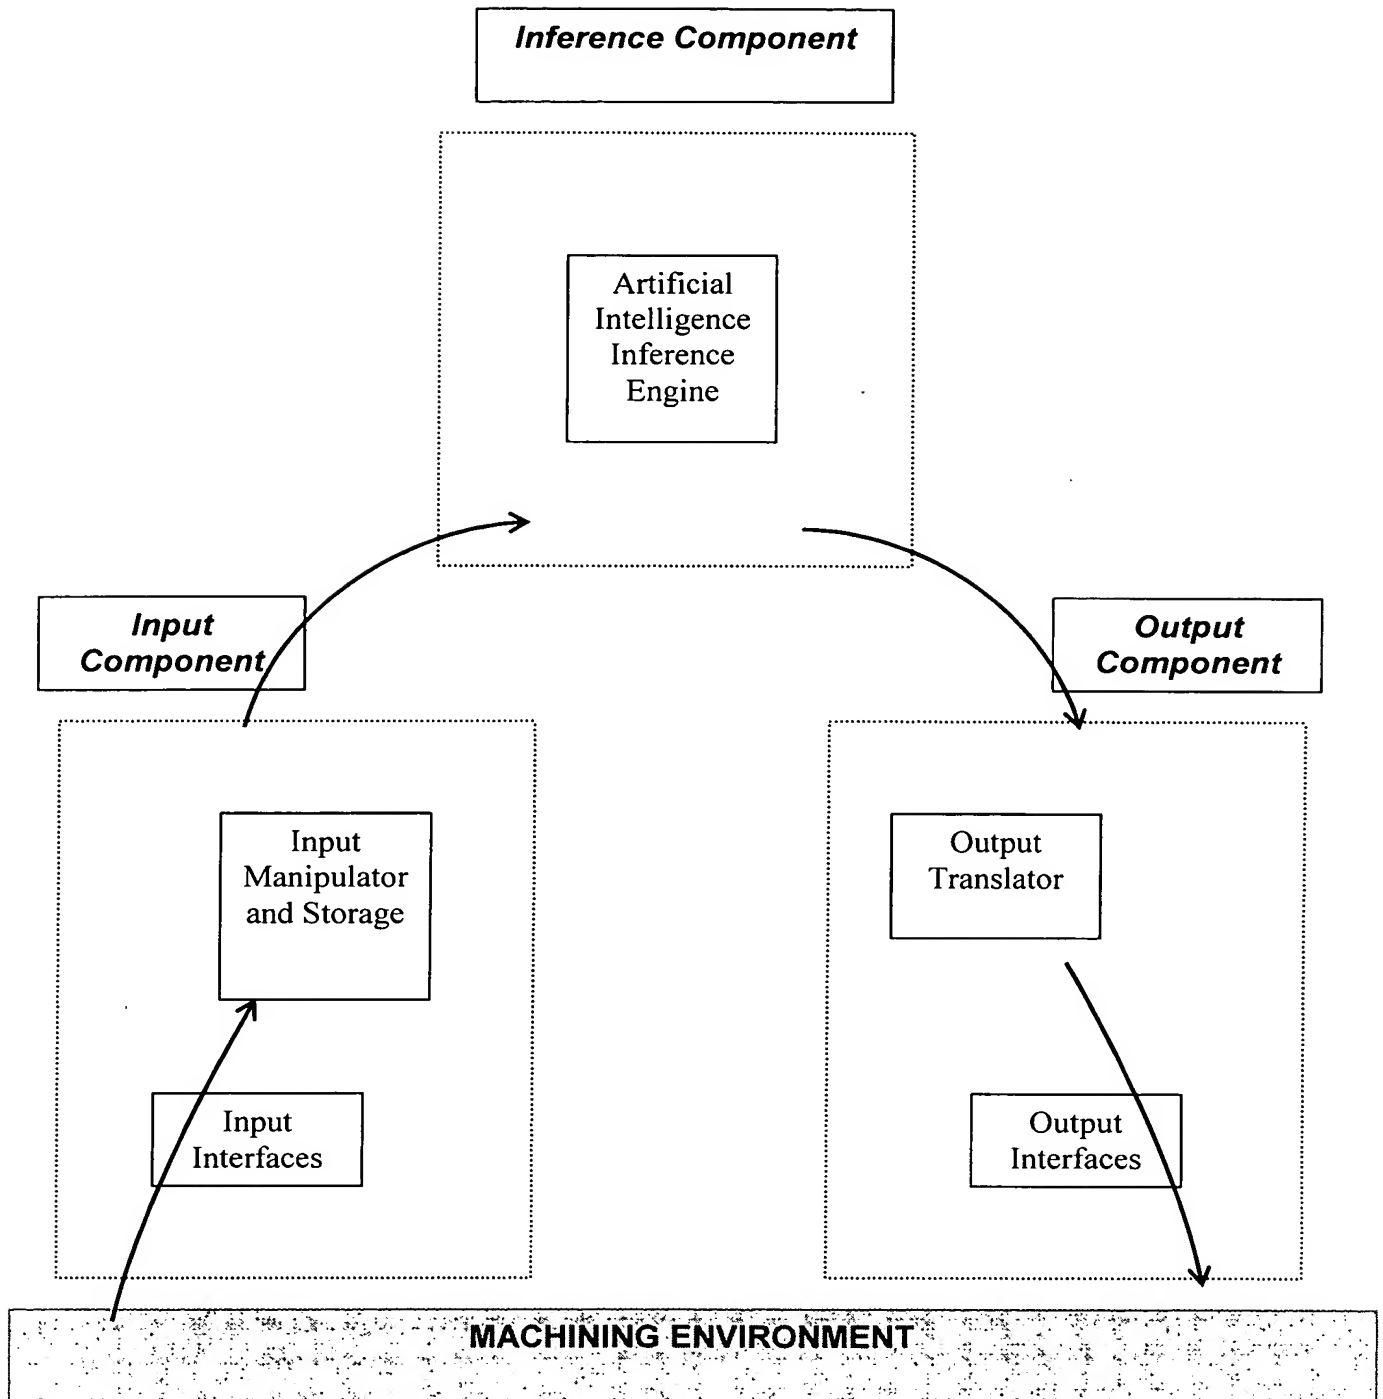 Inference Component
Artificial
Intelligence
Inference
Engine
Input
Component
Output
Component
Input
Manipulator
and Storage
Output
Translator
Input
Interfaces
Output
Interfaces
MACHINING ENVIRONMENT